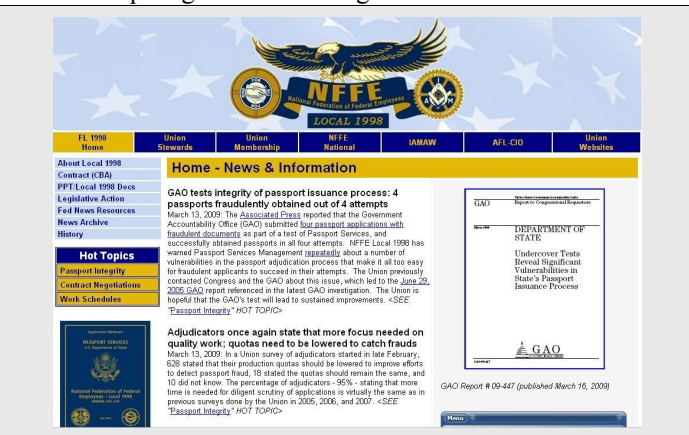 NFFE
National Federation of Federal Employees
LOCAL 1998
FL 1998 Home
Union Stewards
Union Membership
NFFE National
IAMAW
AFL-CIO
Union Websites
About Local 1998
Contract (CBA)
PPT/Local 1998 Docs
Legislative Action
Fed News Resources
News Archive
History
Hot Topics
Passport Integrity
Contract Negotiations
Work Schedules
Agreement Between
PASSPORT SERVICES
U.S. Department of State
National Federation of Federal
Employees - Local 1998
IAMAW, AFL-CIO
Home - News & Information
GAO tests integrity of passport issuance process: 4
passports fraudulently obtained out of 4 attempts
March 13, 2009: The Associated Press reported that the Government
Accountability Office (GAO) submitted four passport applications with
fraudulent documents as part of a test of Passport Services, and
successfully obtained passports in all four attempts. NFFE Local 1998 has
warned Passport Services Management repeatedly about a number of
vulnerabilities in the passport adjudication process that make it all too easy
for fraudulent applicants to succeed in their attempts. The Union previously
contacted Congress and the GAO about this issue, which led to the June 29,
2005 GAO report referenced in the latest GAO investigation. The Union is
hopeful that the GAO's test will lead to sustained improvements. <SEE
"Passport Integrity" HOT TOPIC>
Adjudicators once again state that more focus needed on
quality work; quotas need to be lowered to catch frauds
March 13, 2009: In a Union survey of adjudicators started in late February,
628 stated that their production quotas should be lowered to improve efforts
to detect passport fraud, 18 stated the quotas should remain the same, and
10 did not know. The percentage of adjudicators - 95% - stating that more
time is needed for diligent scrutiny of applications is virtually the same as in
previous surveys done by the Union in 2005, 2006, and 2007. <SEE
"Passport Integrity" HOT TOPIC>
GAO
Report to Congressional Requesters
DEPARTMENT OF
STATE
Undercover Tests
Reveal Significant
Vulnerabilities in
State's Passport
Issuance Process
GAO
GAO Report # 09-447 (published March 16, 2009)
Menu